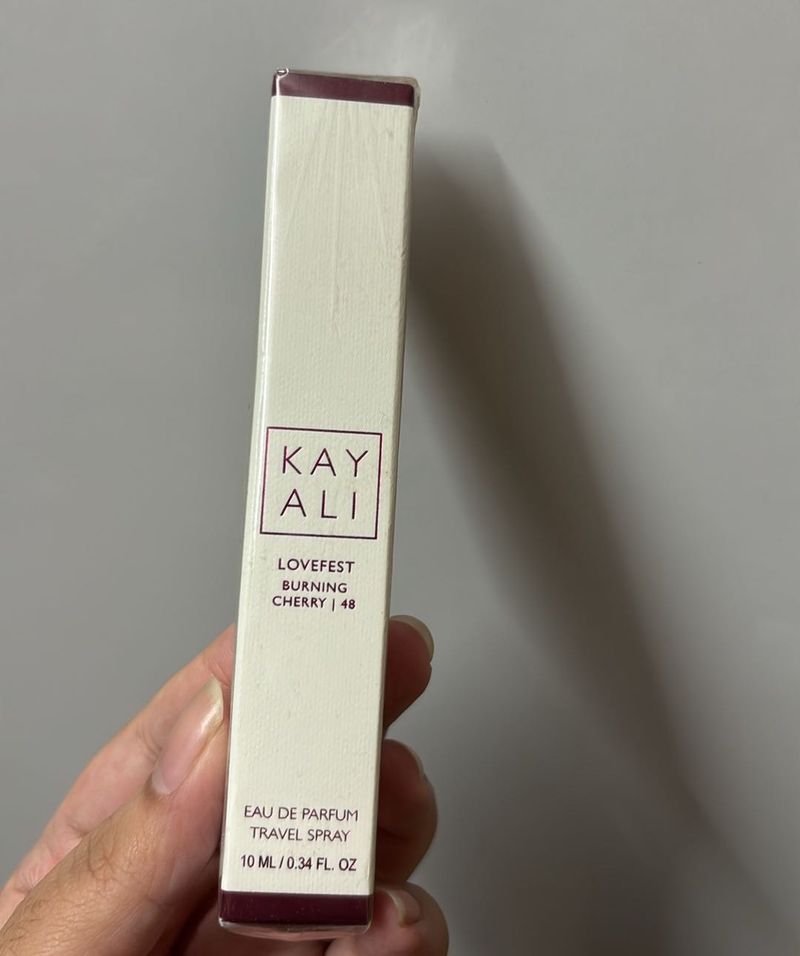 KAY
ALI
LOVEFEST
BURNING
CHERRY | 48
EAU DE PARFUM
TRAVEL SPRAY
10 ML / 0.34 FL. OZ